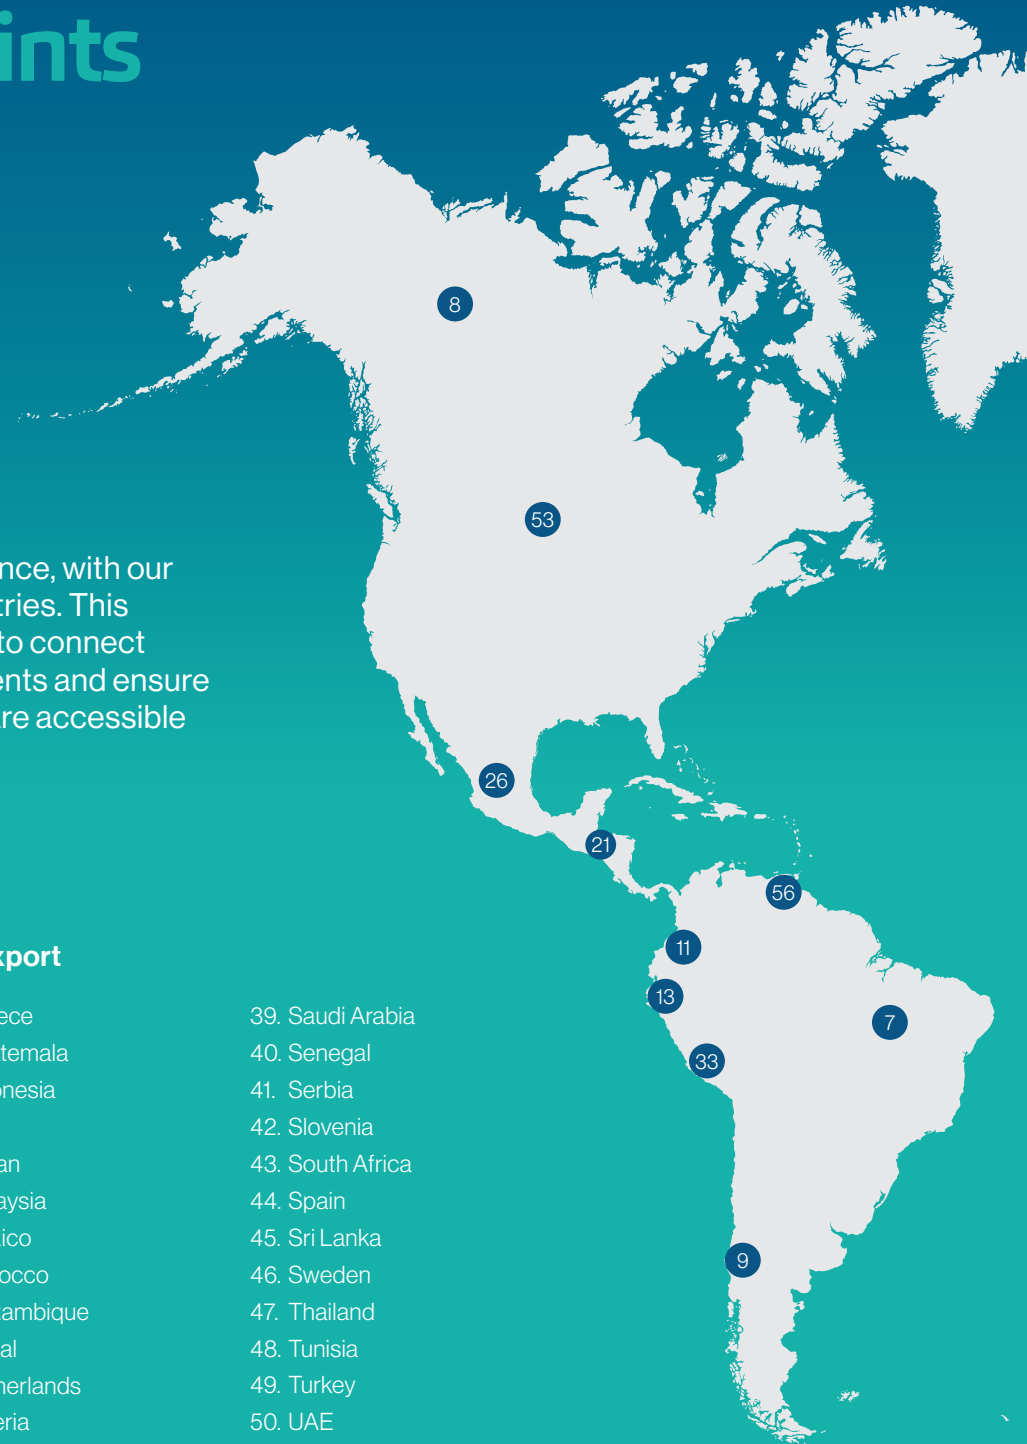 ints
8
53
nce, with our
tries. This
to connect
ents and ensure
are accessible
26
21
56
11
13
7
33
9
xport
ece
temala
onesia
an
aysia
ico
occo
ambique
al
herlands
eria
39. Saudi Arabia
40. Senegal
41. Serbia
42. Slovenia
43. South Africa
44. Spain
45. Sri Lanka
46. Sweden
47. Thailand
48. Tunisia
49. Turkey
50. UAE